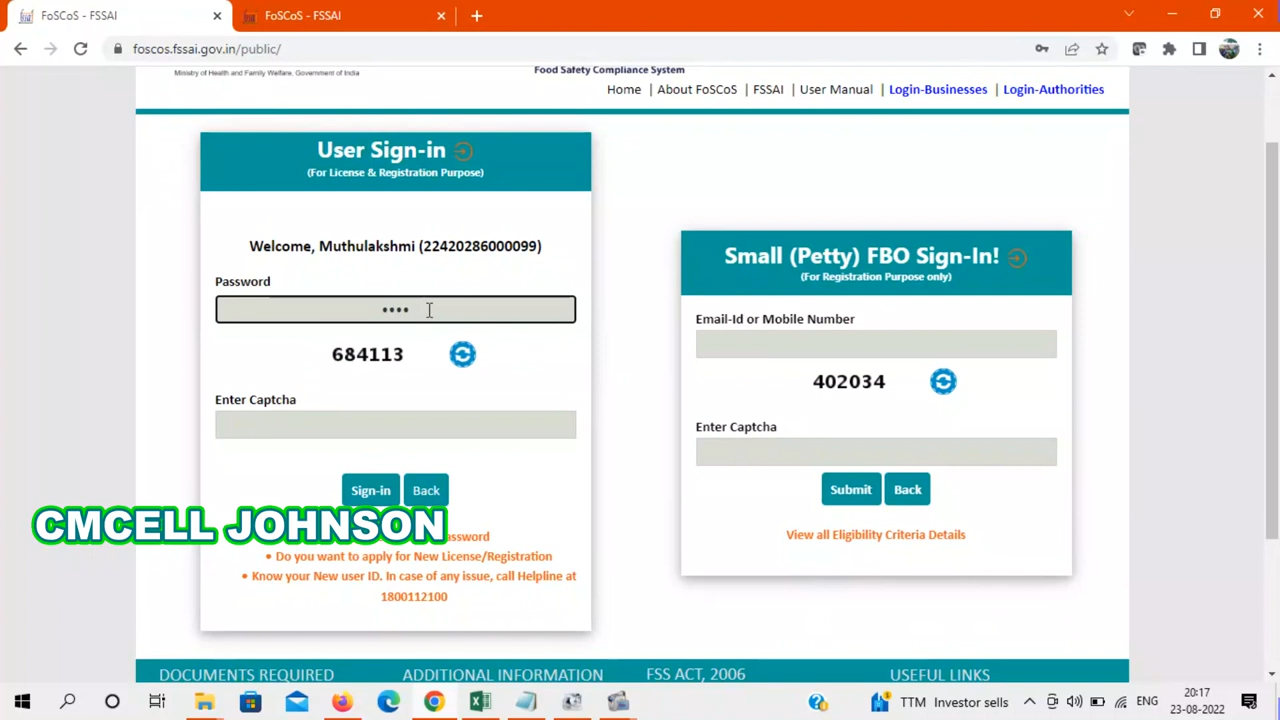 FoSCoS - FSSAI
FoSCoS - FSSAI
foscos.fssai.gov.in/public/
Ministry of Health and Family Welfare, Government of India
Food Safety Compliance System
Home | About FoSCoS | FSSAI | User Manual | Login-Businesses | Login-Authorities
User Sign-in
(For License & Registration Purpose)
Welcome, Muthulakshmi (22420286000099)
Password
••••
684113
Enter Captcha
Sign-in Back
assword
• Do you want to apply for New License/Registration
• Know your New user ID. In case of any issue, call Helpline at
1800112100
CMCELL JOHNSON
Small (Petty) FBO Sign-In!
(For Registration Purpose only)
Email-Id or Mobile Number
402034
Enter Captcha
Submit Back
View all Eligibility Criteria Details
DOCUMENTS REQUIRED ADDITIONAL INFORMATION FSS ACT, 2006 USEFUL LINKS
TTM Investor sells
ENG
20:17
23-08-2022